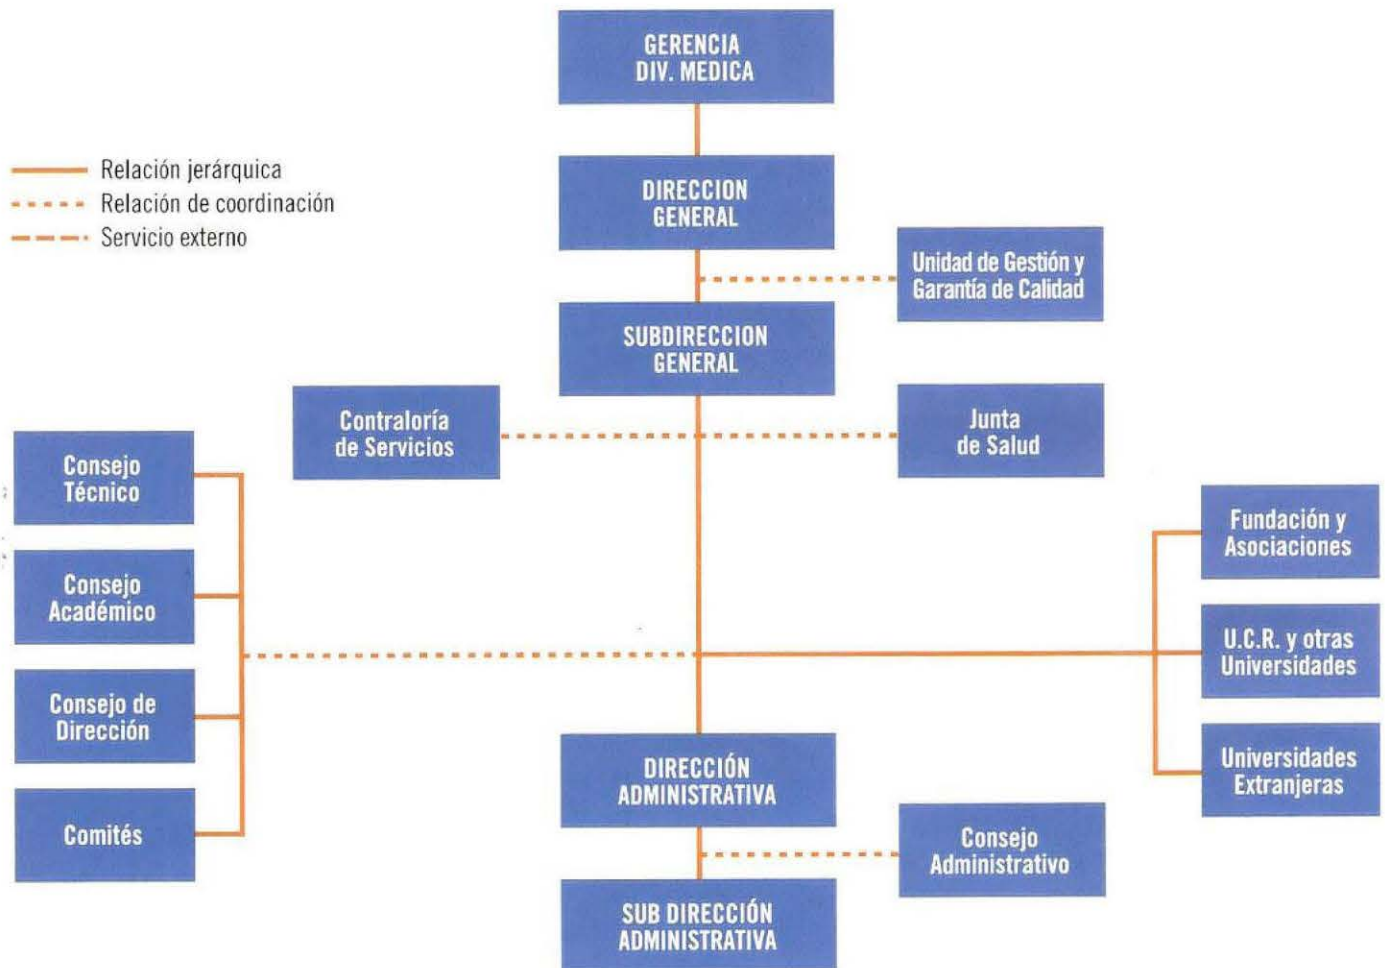 GERENCIA
DIV. MEDICA
Relación jerárquica
Relación de coordinación
Servicio externo
DIRECCION
GENERAL
Unidad de Gestión y
Garantía de Calidad
SUBDIRECCION
GENERAL
Contraloría
de Servicios
Junta
de Salud
Consejo
Técnico
Consejo
Académico
Consejo de
Dirección
Comités
Fundación y
Asociaciones
U.C.R. y otras
Universidades
Universidades
Extranjeras
DIRECCIÓN
ADMINISTRATIVA
Consejo
Administrativo
SUB DIRECCIÓN
ADMINISTRATIVA